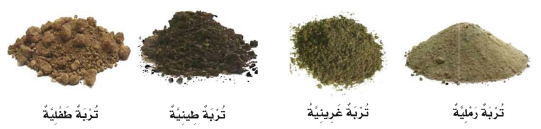 تُرْبَةٌ رَمْلِيَّةٌ
تُرْبَةٌ غَرِينِيَّةٌ
تُرْبَةٌ طِينِيَّةٌ
تُرْبَةٌ طَفْلِيَّةٌ